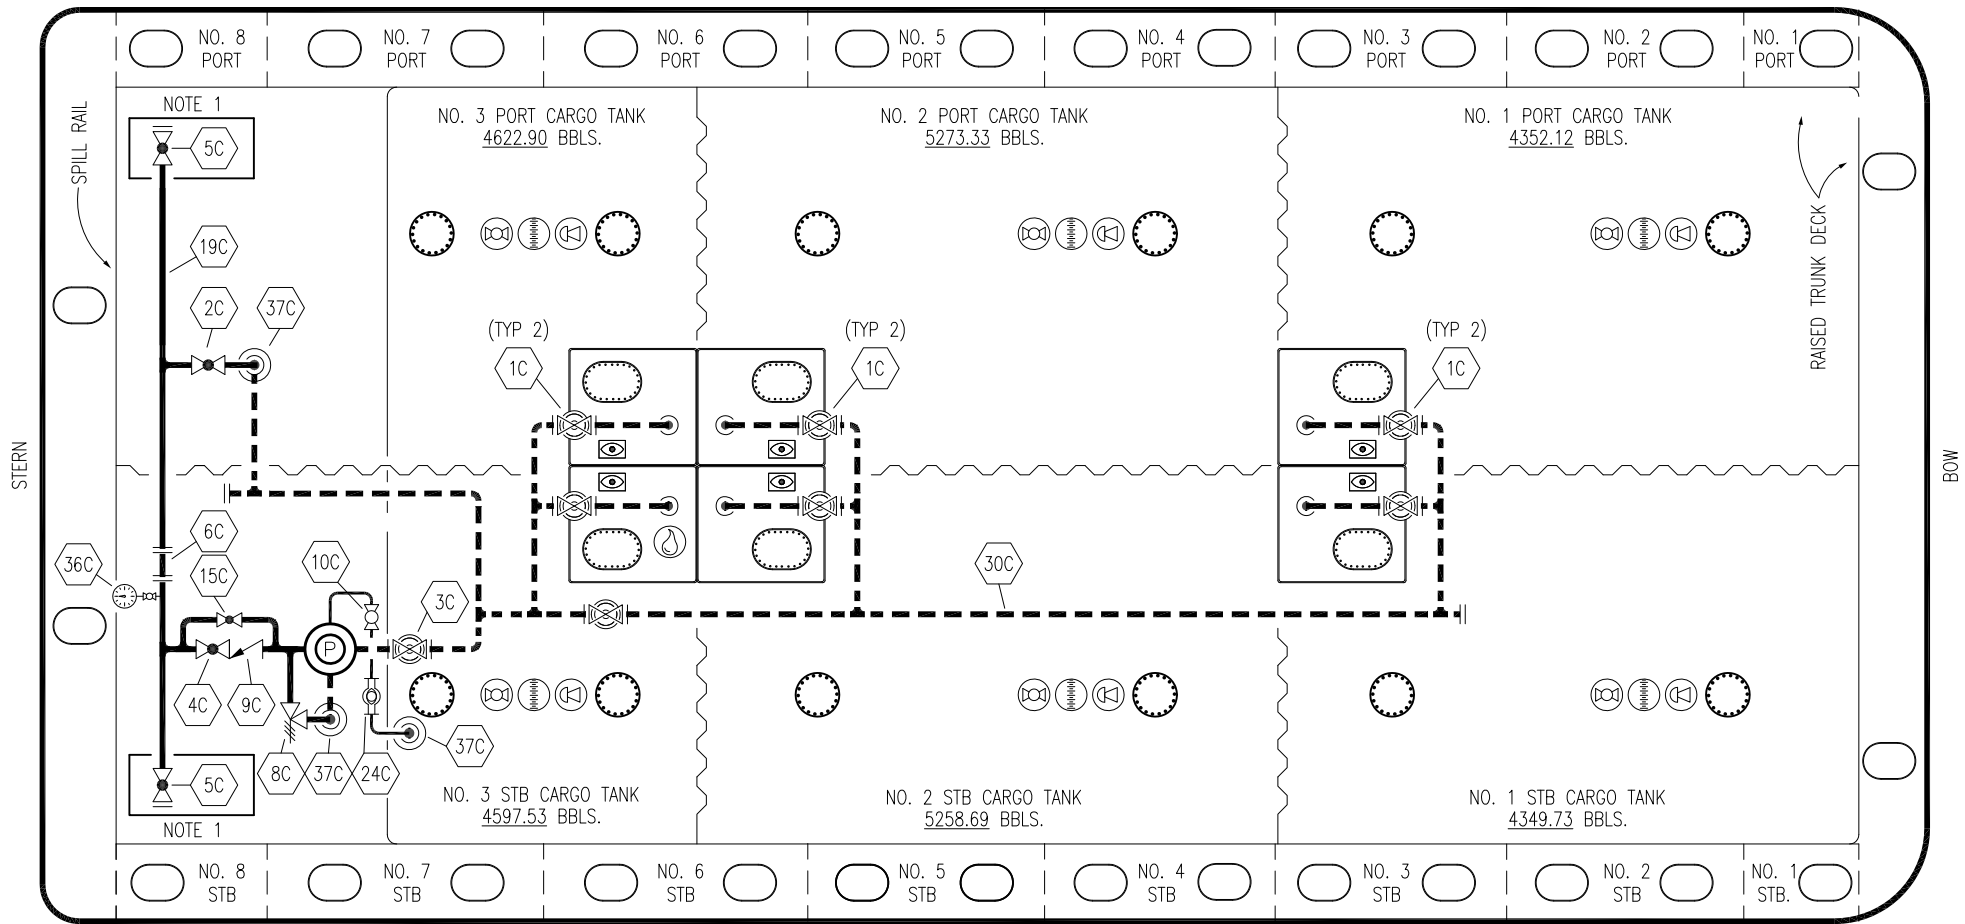 NO. 8
PORT
NO. 7
PORT
NO. 6
PORT
NO. 5
PORT
NO. 4
PORT
NO. 3
PORT
NO. 2
PORT
NO. 1
PORT
SPILL RAIL
NOTE 1
5C
NO. 3 PORT CARGO TANK
4622.90 BBLS.
NO. 2 PORT CARGO TANK
5273.33 BBLS.
NO. 1 PORT CARGO TANK
4352.12 BBLS.
RAISED TRUNK DECK
19C
2C
37C
(TYP 2)
1C
(TYP 2)
1C
(TYP 2)
1C
STERN
BOW
6C
36C
15C
10C
3C
30C
P
4C
9C
8C
37C
24C
37C
5C
NOTE 1
NO. 3 STB CARGO TANK
4597.53 BBLS.
NO. 2 STB CARGO TANK
5258.69 BBLS.
NO. 1 STB CARGO TANK
4349.73 BBLS.
NO. 8
STB
NO. 7
STB
NO. 6
STB
NO. 5
STB
NO. 4
STB
NO. 3
STB
NO. 2
STB
NO. 1
STB.